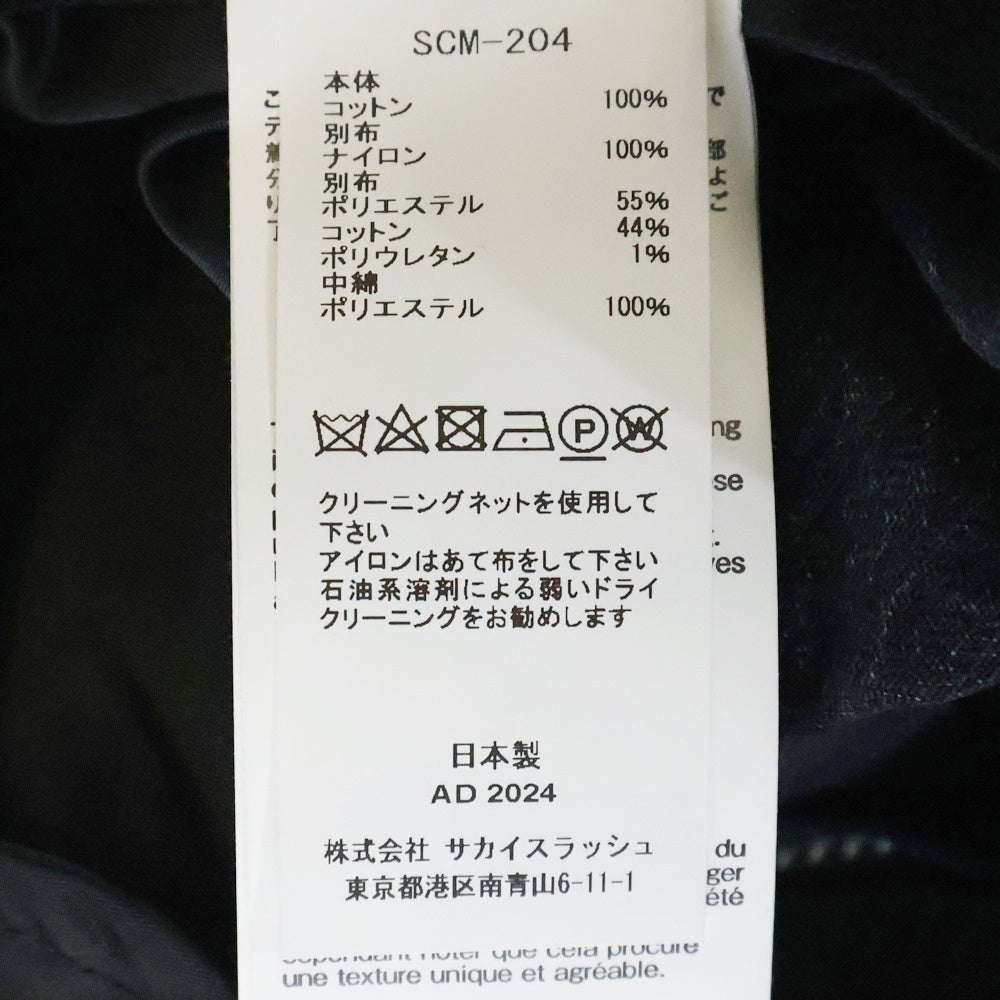 SCM-204
本体
コットン 100%
別布
ナイロン 100%
別布
ポリエステル 55%
コットン 44%
ポリウレタン 1%
中綿
ポリエステル 100%
P W
クリーニングネットを使用して
下さい
アイロンはあて布をして下さい
石油系溶剤による弱いドライ
クリーニングをお勧めします
日本製
AD 2024
株式会社 サカイスラッシュ
東京都港区南青山6-11-1
du
été
cependant noter que cela procure
une texture unique et agréable.